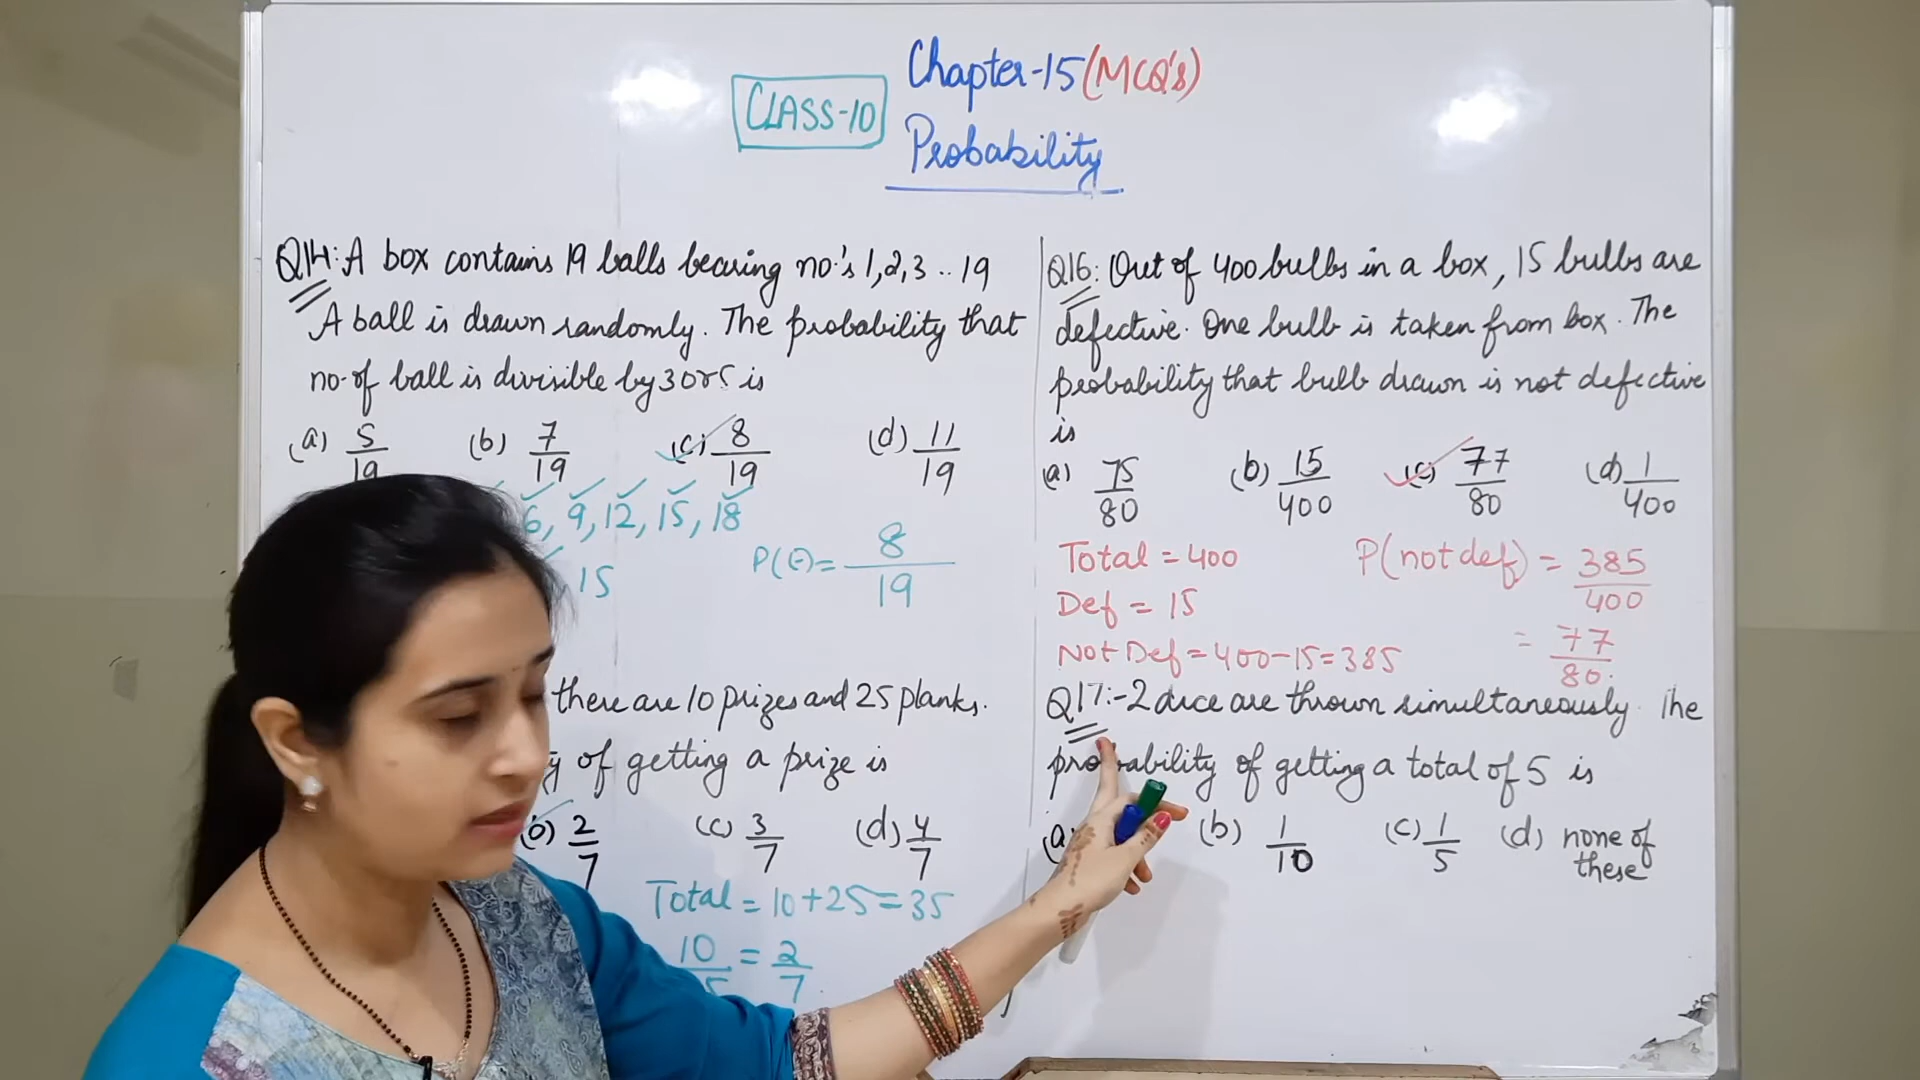 CLASS-10
Chapter-15 (MCQ's)
Probability
Q14: A box contains 19 balls bearing no.'s 1,2,3 .. 19
A ball is drawn randomly. The probability that
no. of ball is divisible by 3 or 5 is
(a) 5/19 (b) 7/19 (c) 8/19 (d) 11/19
6, 9, 12, 15, 18
15
P(E) = 8/19
there are 10 prizes and 25 planks.
of getting a prize is
(b) 2/7 (c) 3/7 (d) 4/7
Total = 10+25=35
10 = 2/7
Q16: Out of 400 bulbs in a box, 15 bulbs are
defective. One bulb is taken from box. The
probability that bulb drawn is not defective
is
(a) 75/80 (b) 15/400 (c) 77/80 (d) 1/400
Total = 400
Def = 15
Not Def = 400-15=385
P(not def) = 385/400
= 77/80.
Q17:- 2 dice are thrown simultaneously. The
probability of getting a total of 5 is
(a) (b) 1/10 (c) 1/5 (d) none of these